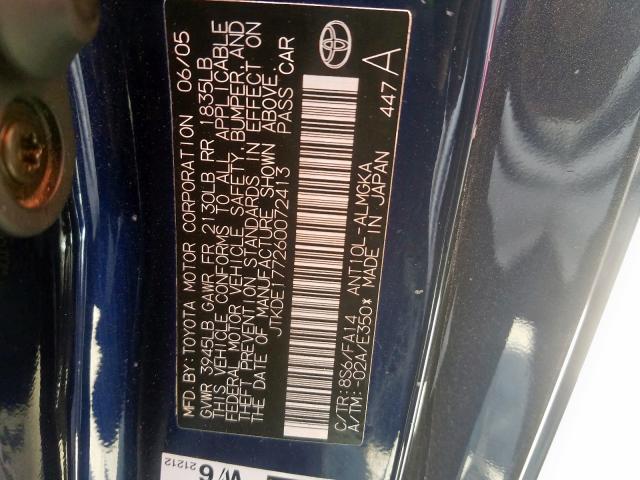 MFD. BY: TOYOTA MOTOR CORPORATION 06/05
GVWR 3945LB GAWR FR 2130LB RR 1835LB
THIS VEHICLE CONFORMS TO ALL APPLICABLE
FEDERAL MOTOR VEHICLE SAFETY, BUMPER, AND
THEFT PREVENTION STANDARDS IN EFFECT ON
THE DATE OF MANUFACTURE SHOWN ABOVE.
JTKDE177260072413 PASS CAR
C/TR: 8S6/FA14 ANT10L-ALMGKA 447 A
A/TM: -02A/E350* MADE IN JAPAN
21212